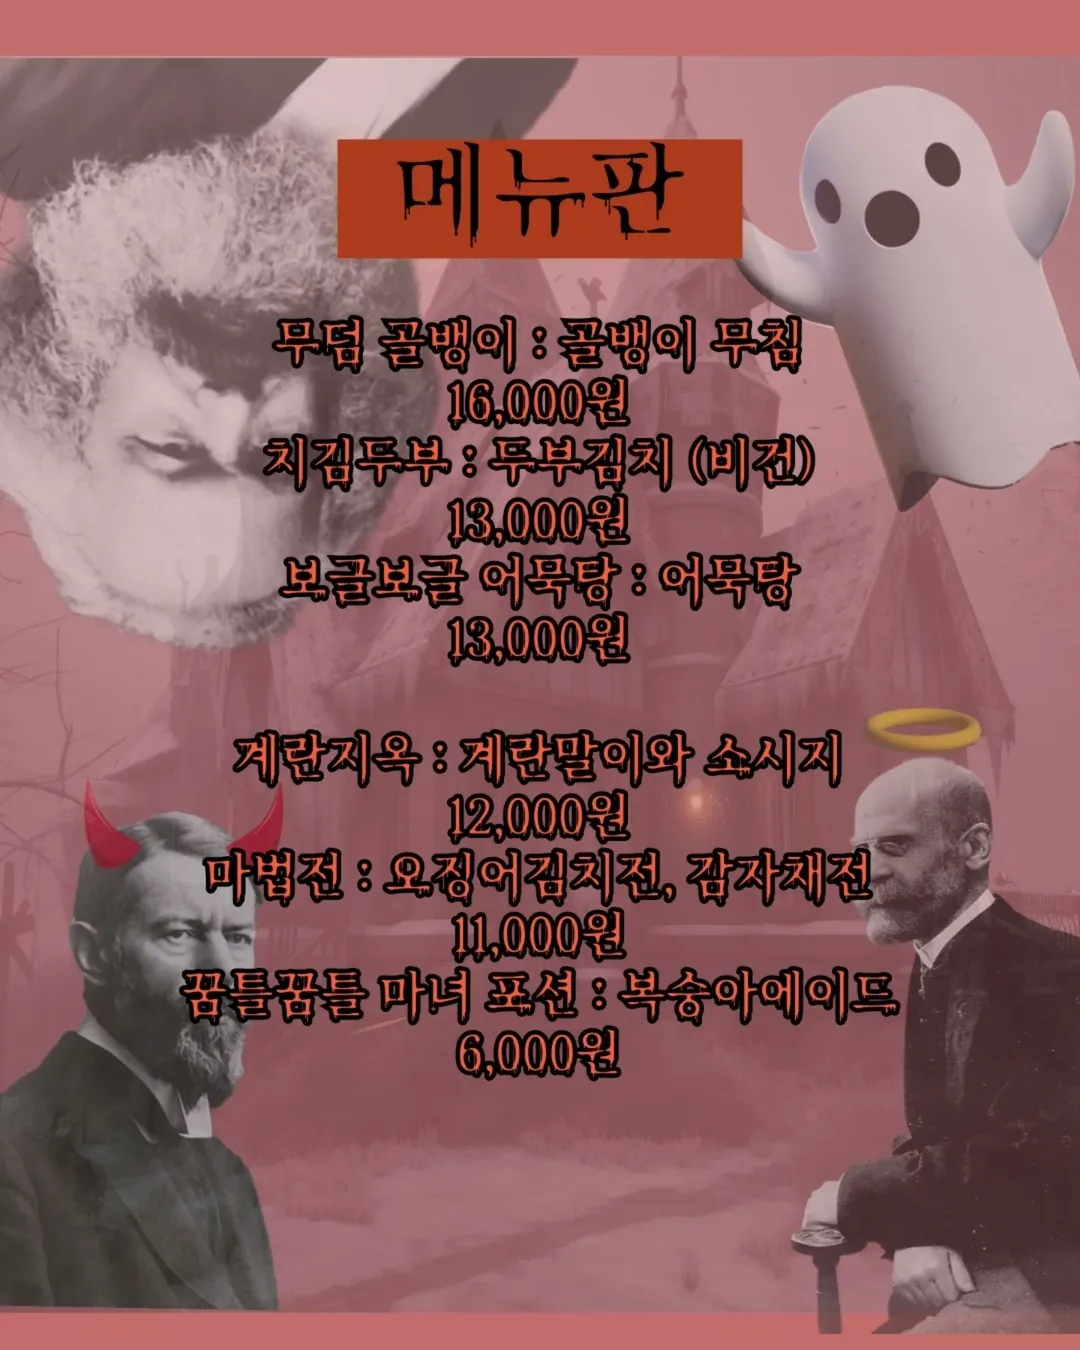 메뉴판
무덤 골뱅이 : 골뱅이 무침
16,000원
치김두부 : 두부김치 (비건)
13,000원
보글보글 어묵탕 : 어묵탕
13,000원
계란지옥 : 계란말이와 쇼시지
12,000원
마법전 : 오징어김치전, 감자채전
11,000원
꿈틀꿈틀 마녀 포션 : 복숭아에이드
6,000원